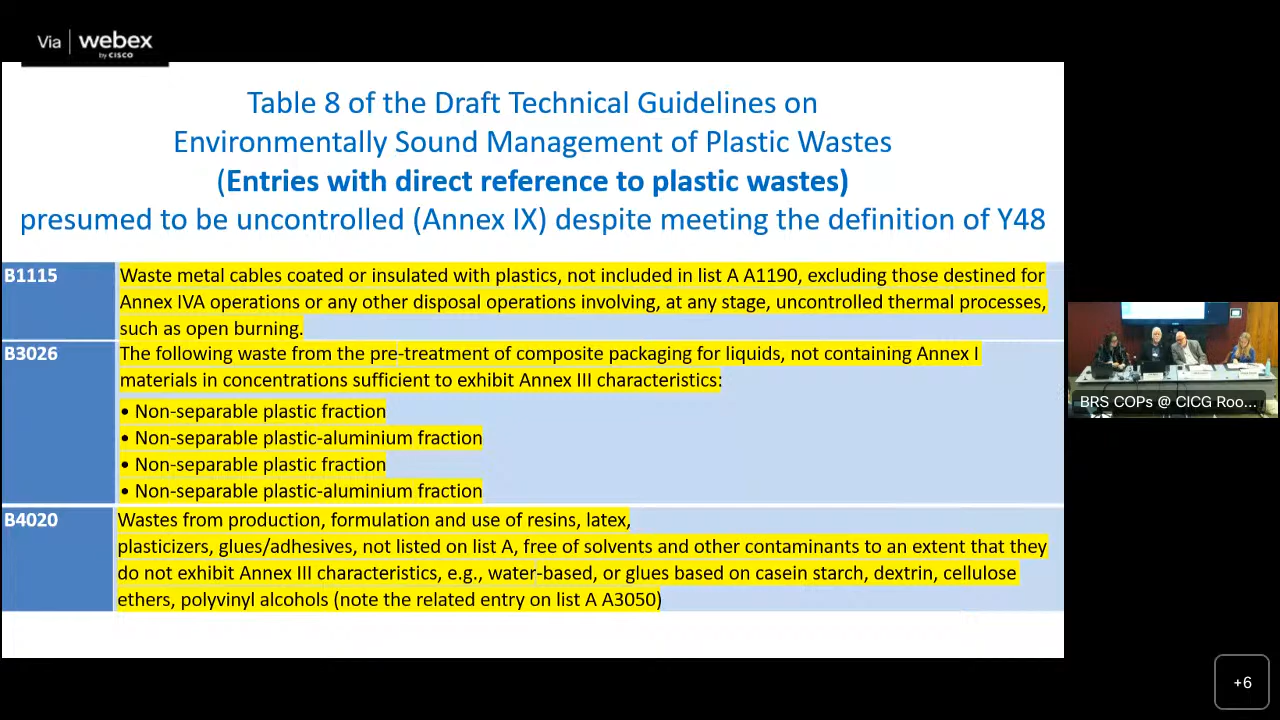 Via | webex
by CISCO
Table 8 of the Draft Technical Guidelines on
Environmentally Sound Management of Plastic Wastes
(Entries with direct reference to plastic wastes)
presumed to be uncontrolled (Annex IX) despite meeting the definition of Y48
B1115
Waste metal cables coated or insulated with plastics, not included in list A A1190, excluding those destined for
Annex IVA operations or any other disposal operations involving, at any stage, uncontrolled thermal processes,
such as open burning.
B3026
The following waste from the pre-treatment of composite packaging for liquids, not containing Annex I
materials in concentrations sufficient to exhibit Annex III characteristics:
• Non-separable plastic fraction
• Non-separable plastic-aluminium fraction
• Non-separable plastic fraction
• Non-separable plastic-aluminium fraction
B4020
Wastes from production, formulation and use of resins, latex,
plasticizers, glues/adhesives, not listed on list A, free of solvents and other contaminants to an extent that they
do not exhibit Annex III characteristics, e.g., water-based, or glues based on casein starch, dextrin, cellulose
ethers, polyvinyl alcohols (note the related entry on list A A3050)
BRS COPs @ CICG Roo...
+6